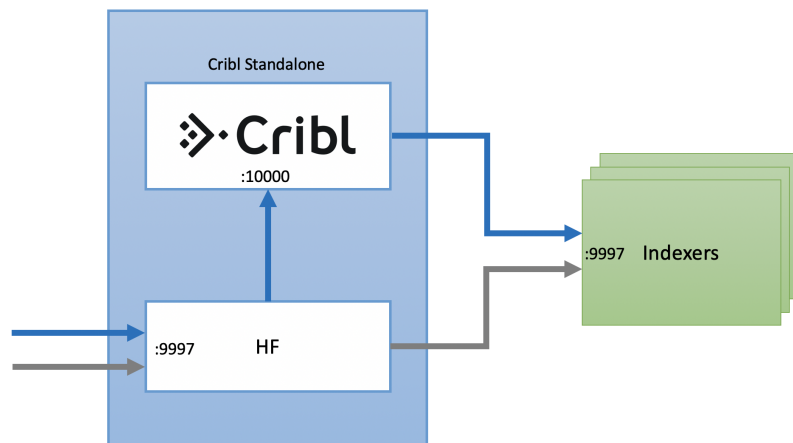 Cribl Standalone
Cribl
:10000
:9997 Indexers
:9997 HF